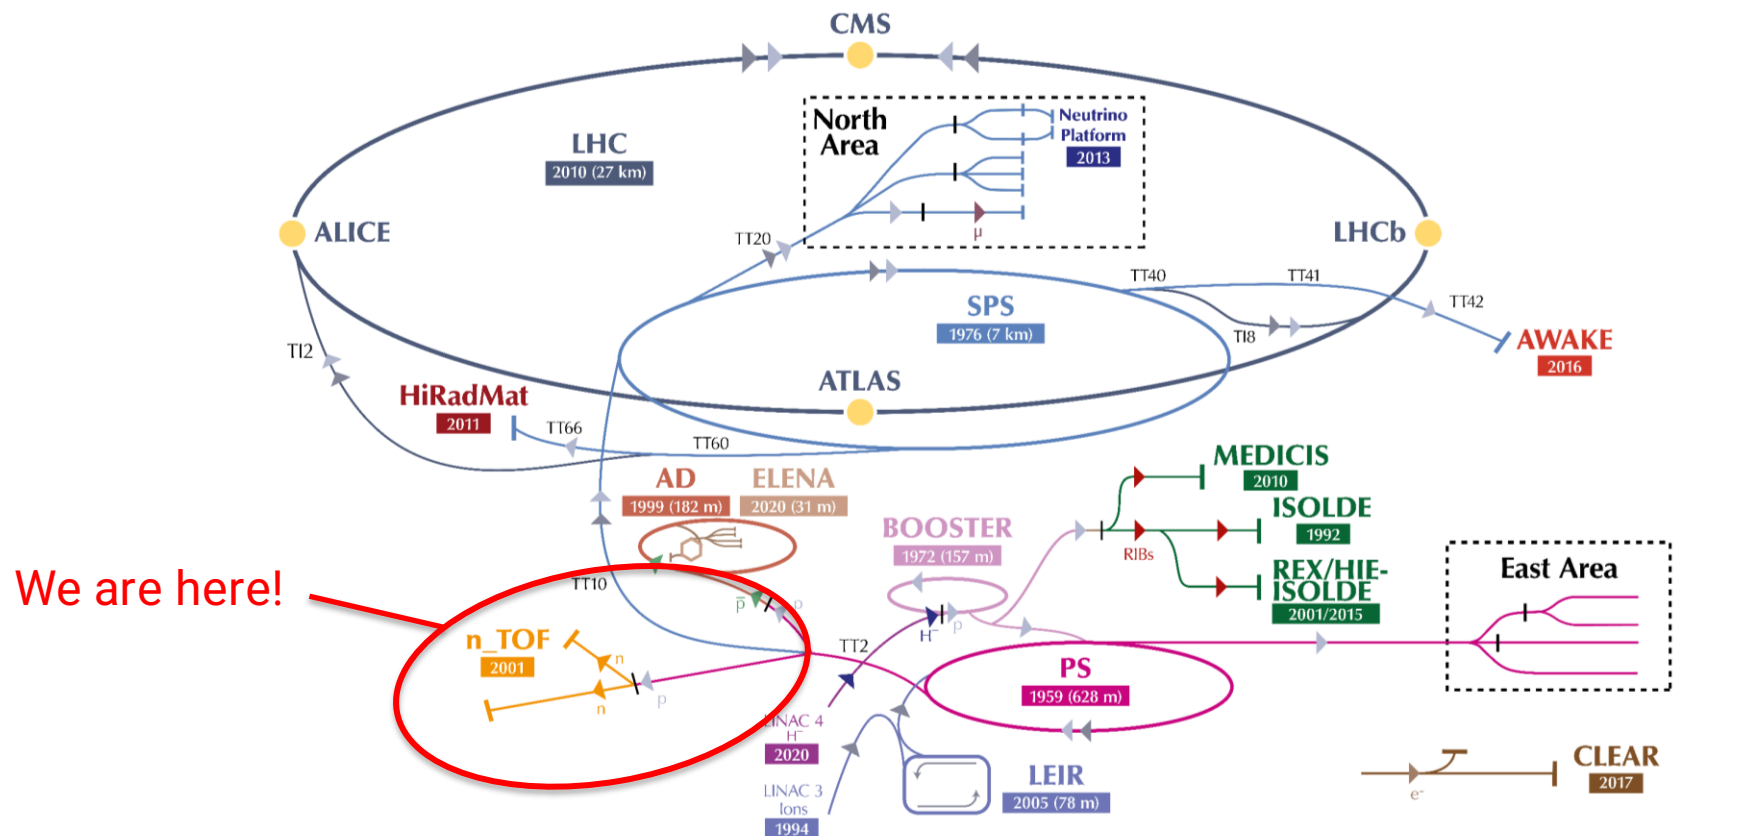 CMS
North
Area
Neutrino
Platform
2013
LHC
2010 (27 km)
ALICE
LHCb
TT20
μ
TT40
TT41
TT42
SPS
1976 (7 km)
TI8
AWAKE
2016
TI2
ATLAS
HiRadMat
2011
TT66
TT60
AD
1999 (182 m)
ELENA
2020 (31 m)
MEDICIS
2010
BOOSTER
1972 (157 m)
ISOLDE
1992
RIBs
REX/HIE-
ISOLDE
2001/2015
East Area
We are here!
TT10
p̅
p
H⁻
p
n_TOF
2001
n
n
p
TT2
PS
1959 (628 m)
LINAC 4
H⁻
2020
LINAC 3
Ions
1994
LEIR
2005 (78 m)
CLEAR
2017
e⁻